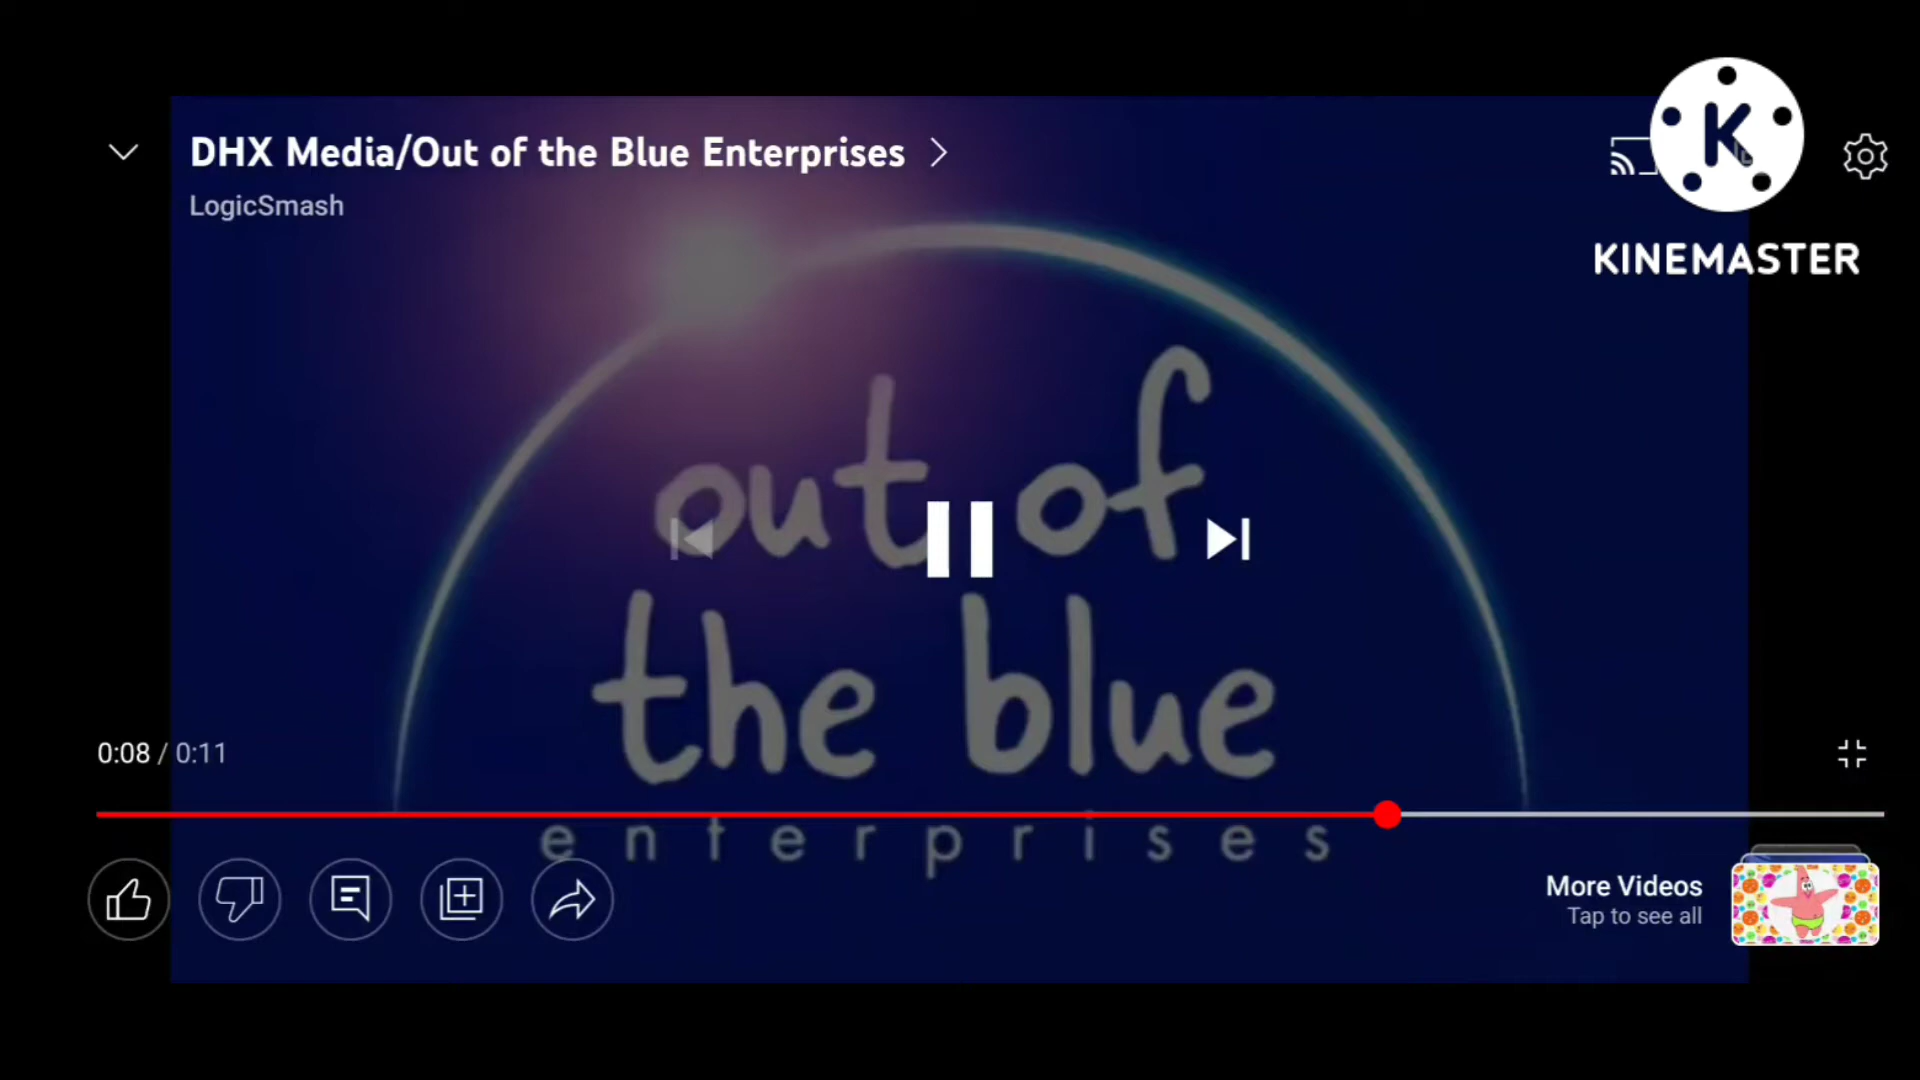 DHX Media/Out of the Blue Enterprises
LogicSmash
K
KINEMASTER
out of
the blue
0:08 / 0:11
enterprises
More Videos
Tap to see all